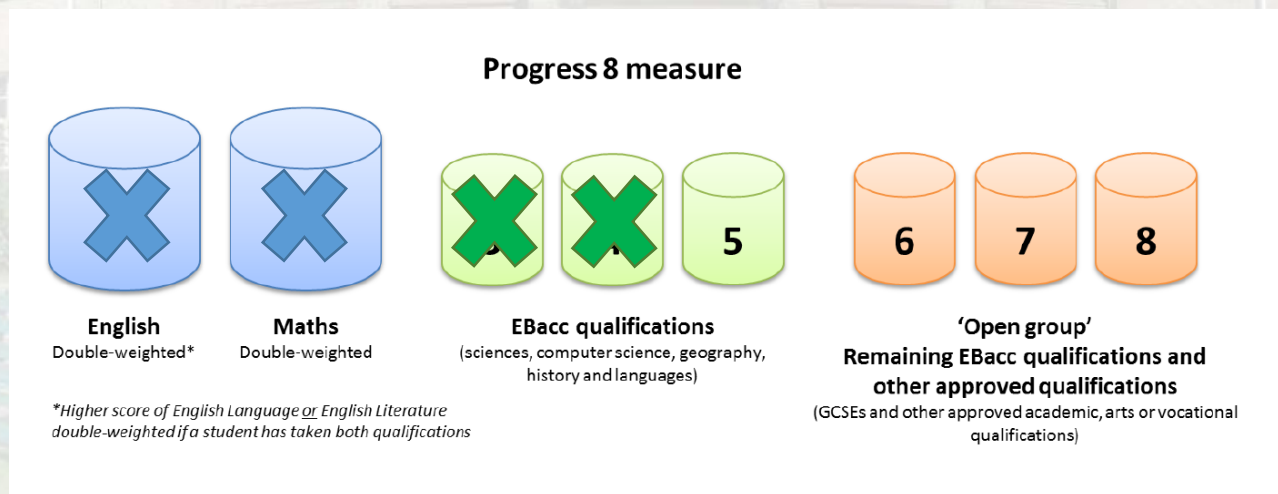 Progress 8 measure
5
6
7
8
English
Double-weighted*
Maths
Double-weighted
EBacc qualifications
(sciences, computer science, geography,
history and languages)
‘Open group’
Remaining EBacc qualifications and
other approved qualifications
(GCSEs and other approved academic, arts or vocational
qualifications)
*Higher score of English Language or English Literature
double-weighted if a student has taken both qualifications